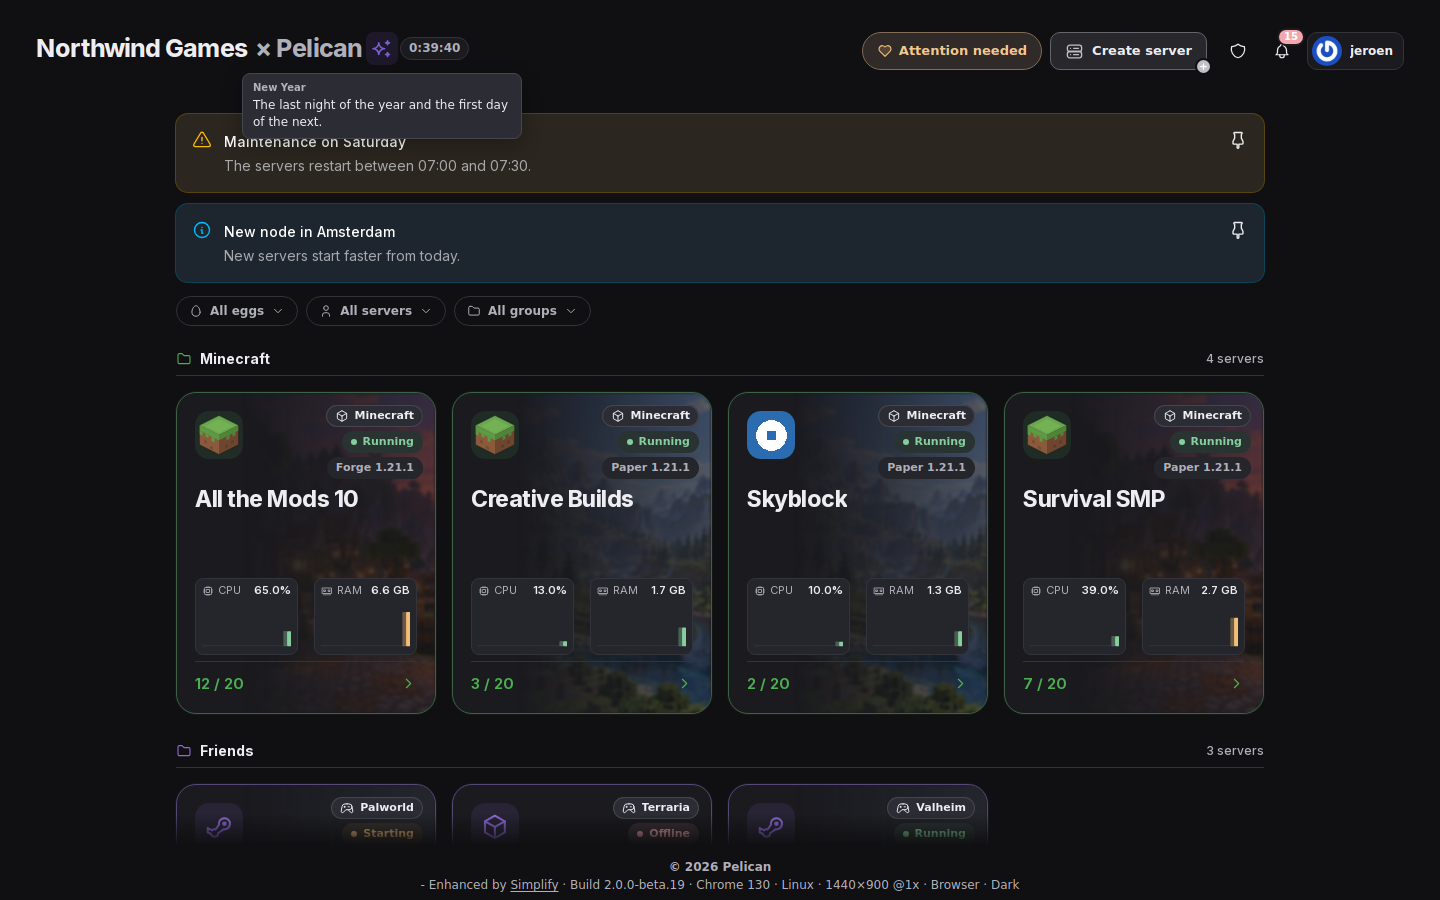 Northwind Games × Pelican
0:39:40
Attention needed
Create server
15
jeroen
New Year
The last night of the year and the first day
of the next.
Maintenance on Saturday
The servers restart between 07:00 and 07:30.
New node in Amsterdam
New servers start faster from today.
All eggs
All servers
All groups
Minecraft
4 servers
Minecraft
Running
Forge 1.21.1
All the Mods 10
CPU 65.0%
RAM 6.6 GB
12 / 20
Minecraft
Running
Paper 1.21.1
Creative Builds
CPU 13.0%
RAM 1.7 GB
3 / 20
Minecraft
Running
Paper 1.21.1
Skyblock
CPU 10.0%
RAM 1.3 GB
2 / 20
Minecraft
Running
Paper 1.21.1
Survival SMP
CPU 39.0%
RAM 2.7 GB
7 / 20
Friends
3 servers
Palworld
Starting
Terraria
Offline
Valheim
Running
© 2026 Pelican
- Enhanced by Simplify · Build 2.0.0-beta.19 · Chrome 130 · Linux · 1440×900 @1x · Browser · Dark